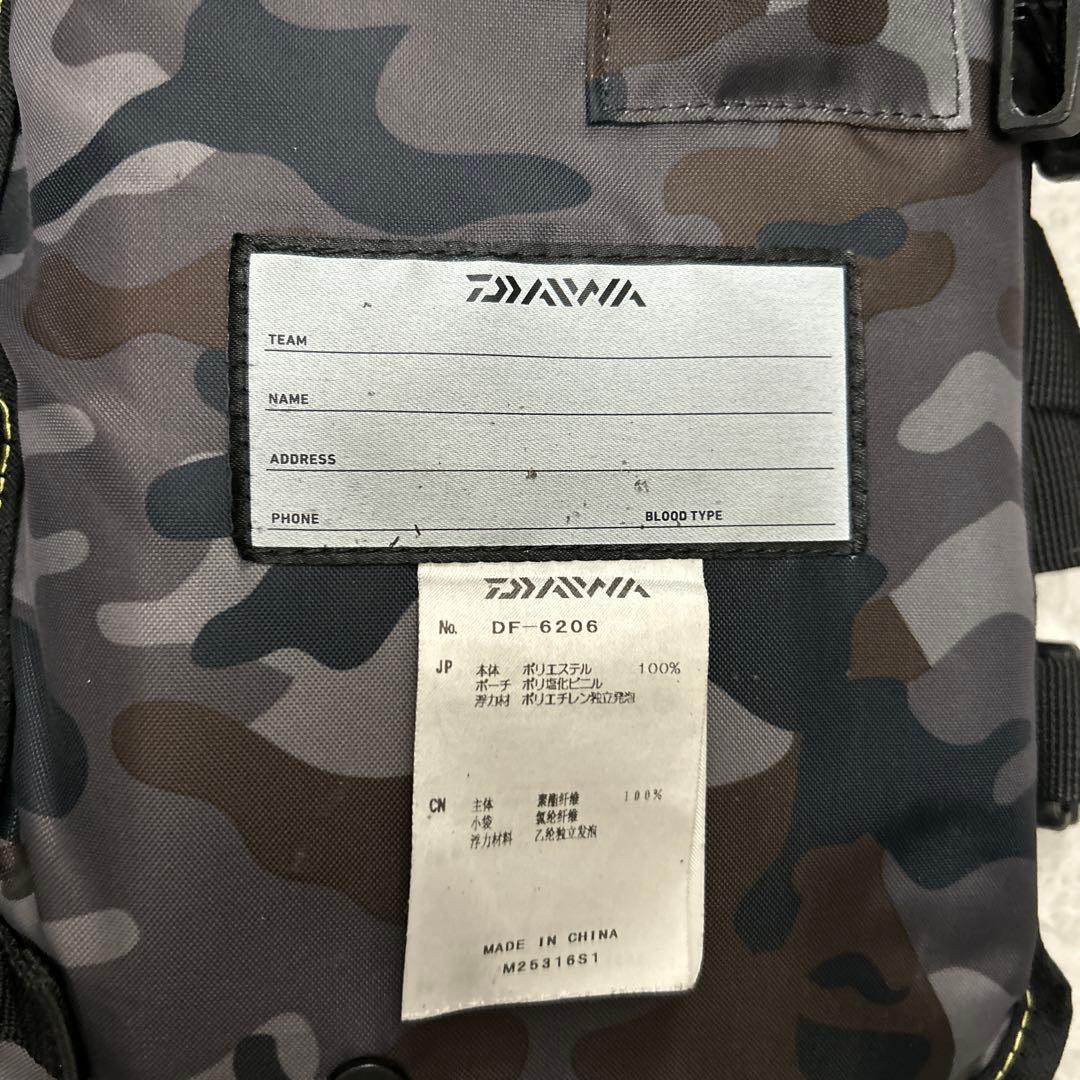 DAIWA
TEAM
NAME
ADDRESS
PHONE BLOOD TYPE
DAIWA
No. DF-6206
JP 本体 ポリエステル 100%
ポーチ ポリ塩化ビニル
浮力材 ポリエチレン独立発泡
CN 主体 聚酯纤维 100%
小袋 氯纶纤维
浮力材料 乙纶独立发泡
MADE IN CHINA
M25316S1